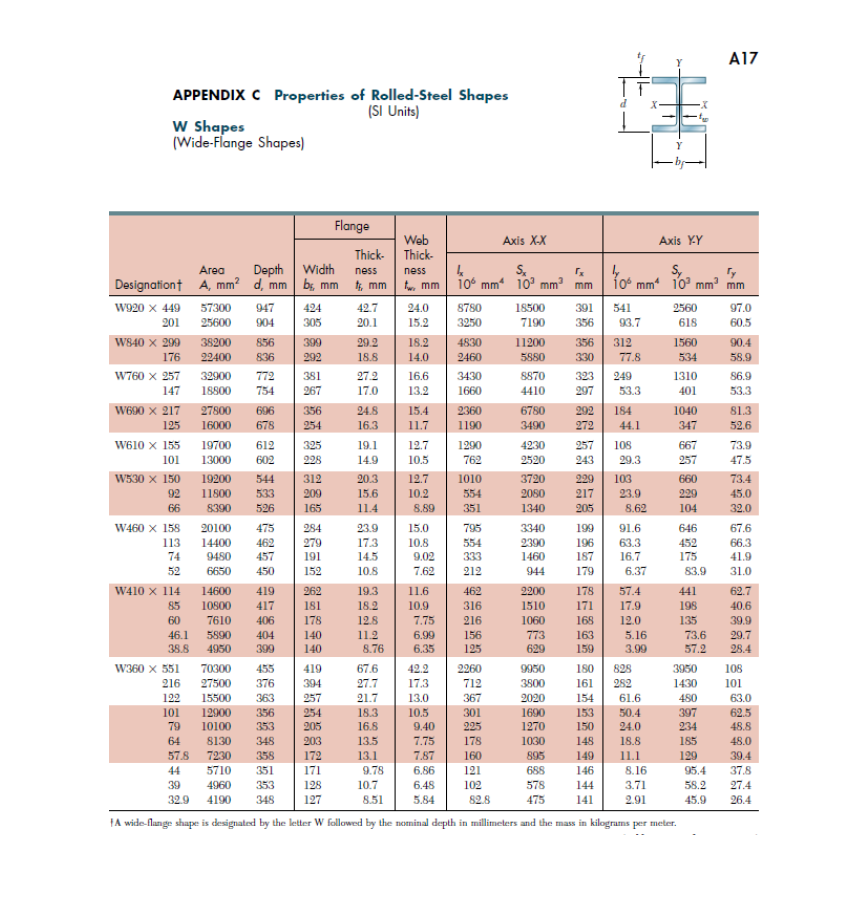 A17
APPENDIX C Properties of Rolled-Steel Shapes
(SI Units)
W Shapes
(Wide-Flange Shapes)
tf
Y
d
X
X
tw
Y
bf
Flange
Web
Axis X-X
Axis Y-Y
Thick-
Thick-
Area Depth Width ness ness Ix Sx rx Iy Sy ry
Designation† A, mm² d, mm bf, mm tf, mm tw, mm 10⁶ mm⁴ 10³ mm³ mm 10⁶ mm⁴ 10³ mm³ mm
W920 × 449 57300 947 424 42.7 24.0 8780 18500 391 541 2560 97.0
201 25600 904 305 20.1 15.2 3250 7190 356 93.7 618 60.5
W840 × 299 38200 856 399 29.2 18.2 4830 11200 356 312 1560 90.4
176 22400 836 292 18.8 14.0 2460 5880 330 77.8 534 58.9
W760 × 257 32900 772 381 27.2 16.6 3430 8870 323 249 1310 86.9
147 18800 754 267 17.0 13.2 1660 4410 297 53.3 401 53.3
W690 × 217 27800 696 356 24.8 15.4 2360 6780 292 184 1040 81.3
125 16000 678 254 16.3 11.7 1190 3490 272 44.1 347 52.6
W610 × 155 19700 612 325 19.1 12.7 1290 4230 257 108 667 73.9
101 13000 602 228 14.9 10.5 762 2520 243 29.3 257 47.5
W530 × 150 19200 544 312 20.3 12.7 1010 3720 229 103 660 73.4
92 11800 533 209 15.6 10.2 554 2080 217 23.9 229 45.0
66 8390 526 165 11.4 8.89 351 1340 205 8.62 104 32.0
W460 × 158 20100 475 284 23.9 15.0 795 3340 199 91.6 646 67.6
113 14400 462 279 17.3 10.8 554 2390 196 63.3 452 66.3
74 9480 457 191 14.5 9.02 333 1460 187 16.7 175 41.9
52 6650 450 152 10.8 7.62 212 944 179 6.37 83.9 31.0
W410 × 114 14600 419 262 19.3 11.6 462 2200 178 57.4 441 62.7
85 10800 417 181 18.2 10.9 316 1510 171 17.9 198 40.6
60 7610 406 178 12.8 7.75 216 1060 168 12.0 135 39.9
46.1 5890 404 140 11.2 6.99 156 773 163 5.16 73.6 29.7
38.8 4950 399 140 8.76 6.35 125 629 159 3.99 57.2 28.4
W360 × 551 70300 455 419 67.6 42.2 2260 9950 180 828 3950 108
216 27500 376 394 27.7 17.3 712 3800 161 282 1430 101
122 15500 363 257 21.7 13.0 367 2020 154 61.6 480 63.0
101 12900 356 254 18.3 10.5 301 1690 153 50.4 397 62.5
79 10100 353 205 16.8 9.40 225 1270 150 24.0 234 48.8
64 8130 348 203 13.5 7.75 178 1030 148 18.8 185 48.0
57.8 7230 358 172 13.1 7.87 160 895 149 11.1 129 39.4
44 5710 351 171 9.78 6.86 121 688 146 8.16 95.4 37.8
39 4960 353 128 10.7 6.48 102 578 144 3.71 58.2 27.4
32.9 4190 348 127 8.51 5.84 82.8 475 141 2.91 45.9 26.4
†A wide-flange shape is designated by the letter W followed by the nominal depth in millimeters and the mass in kilograms per meter.